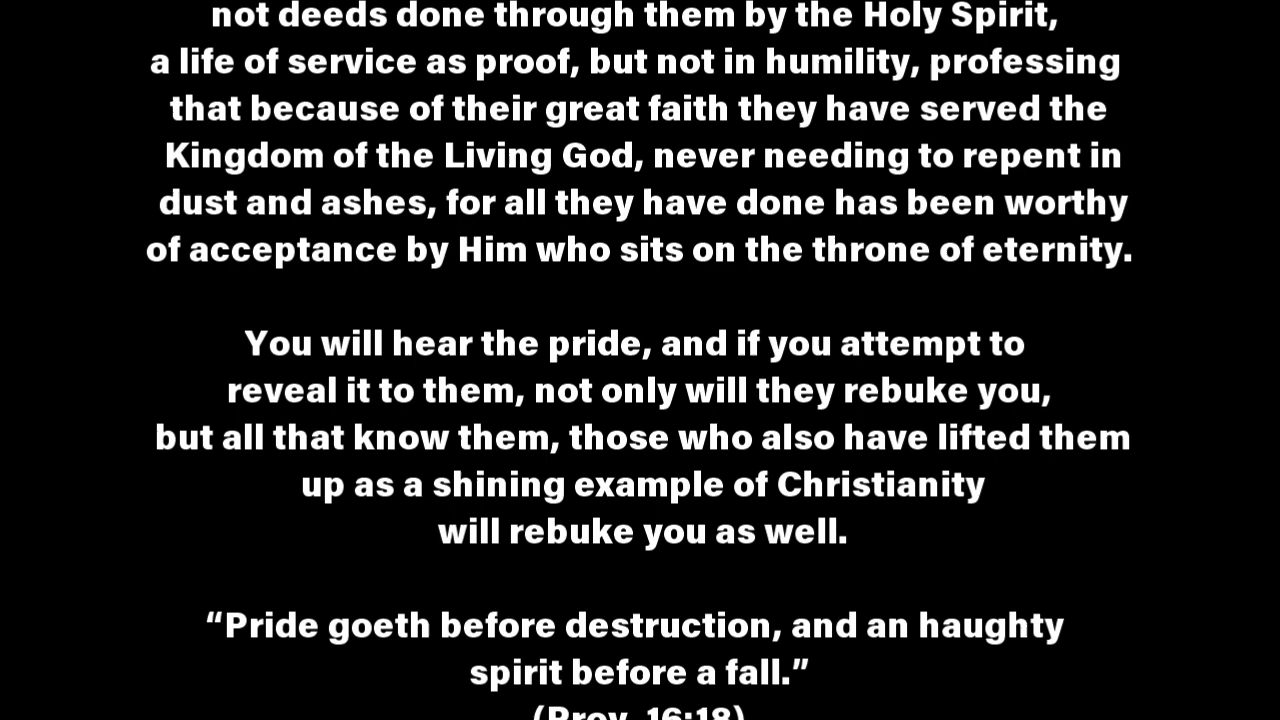 not deeds done through them by the Holy Spirit,
a life of service as proof, but not in humility, professing
that because of their great faith they have served the
Kingdom of the Living God, never needing to repent in
dust and ashes, for all they have done has been worthy
of acceptance by Him who sits on the throne of eternity.
You will hear the pride, and if you attempt to
reveal it to them, not only will they rebuke you,
but all that know them, those who also have lifted them
up as a shining example of Christianity
will rebuke you as well.
“Pride goeth before destruction, and an haughty
spirit before a fall.”
(Prov. 16:18)